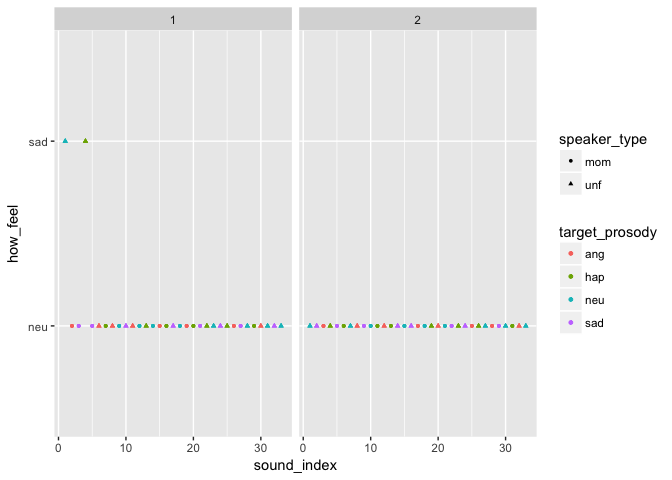 1
2
sad
neu
how_feel
0
10
20
30
0
10
20
30
sound_index
speaker_type
mom
unf
target_prosody
ang
hap
neu
sad